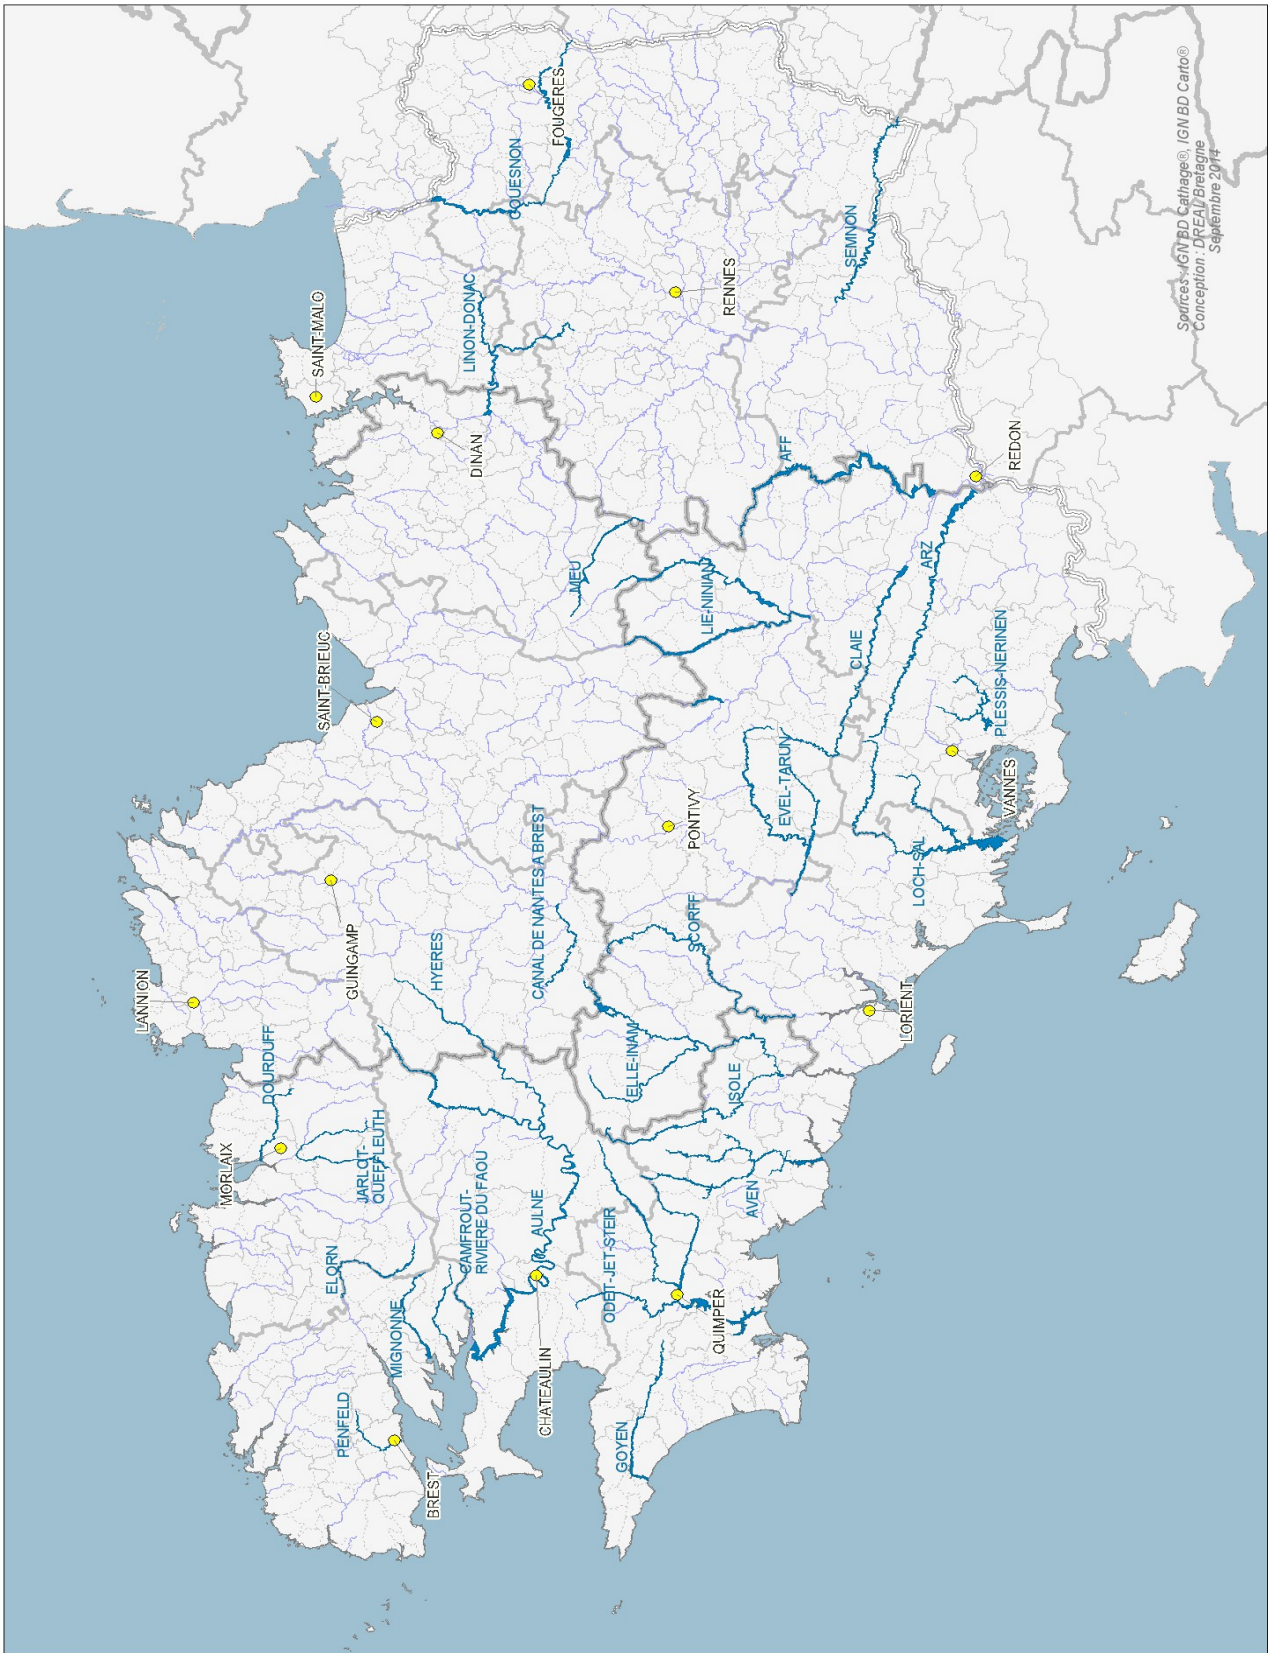 LANNION
MORLAIX
DOURDUFF
GUINGAMP
SAINT-BRIEUC
SAINT-MALO
DINAN
LINON-DONAC
COUESNON
FOUGERES
JARLOT-
QUEFFLEUTH
ELORN
PENFELD
BREST
MIGNONNE
CAMFROUT-
RIVIERE DU FAOU
HYERES
AULNE
CHATEAULIN
CANAL DE NANTES A BREST
MEU
RENNES
GOYEN
ODET-JET-STEIR
QUIMPER
ELLE-INAM
SCORFF
PONTIVY
LIE-NINIAN
AVEN
ISOLE
EVEL-TARUN
AFF
SEMNON
CLAIE
LORIENT
LOCH-SAL
ARZ
VANNES
PLESSIS-NERINEN
REDON
Sources : IGN BD Cathage®, IGN BD Carto®
Conception : DREAL Bretagne
Septembre 2014